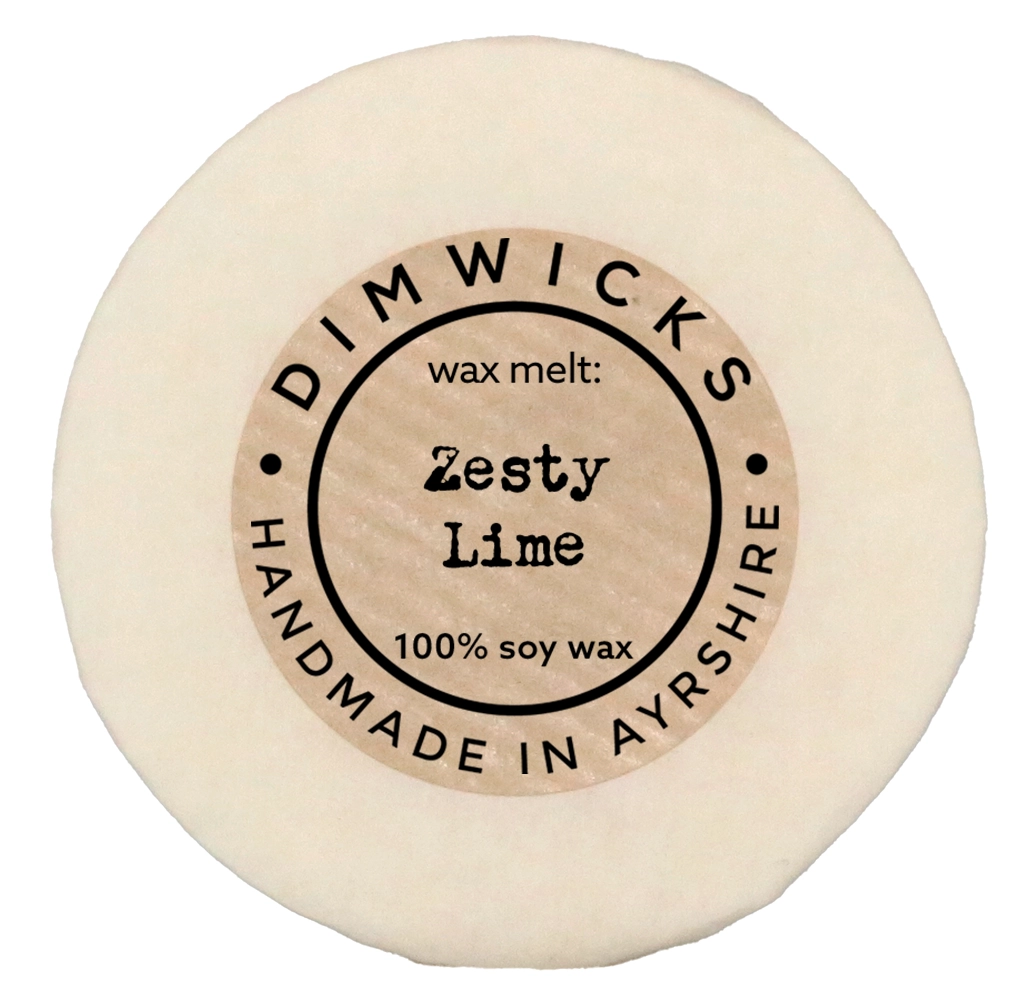 DIMWICKS
wax melt:
Zesty
Lime
100% soy wax
HANDMADE IN AYRSHIRE